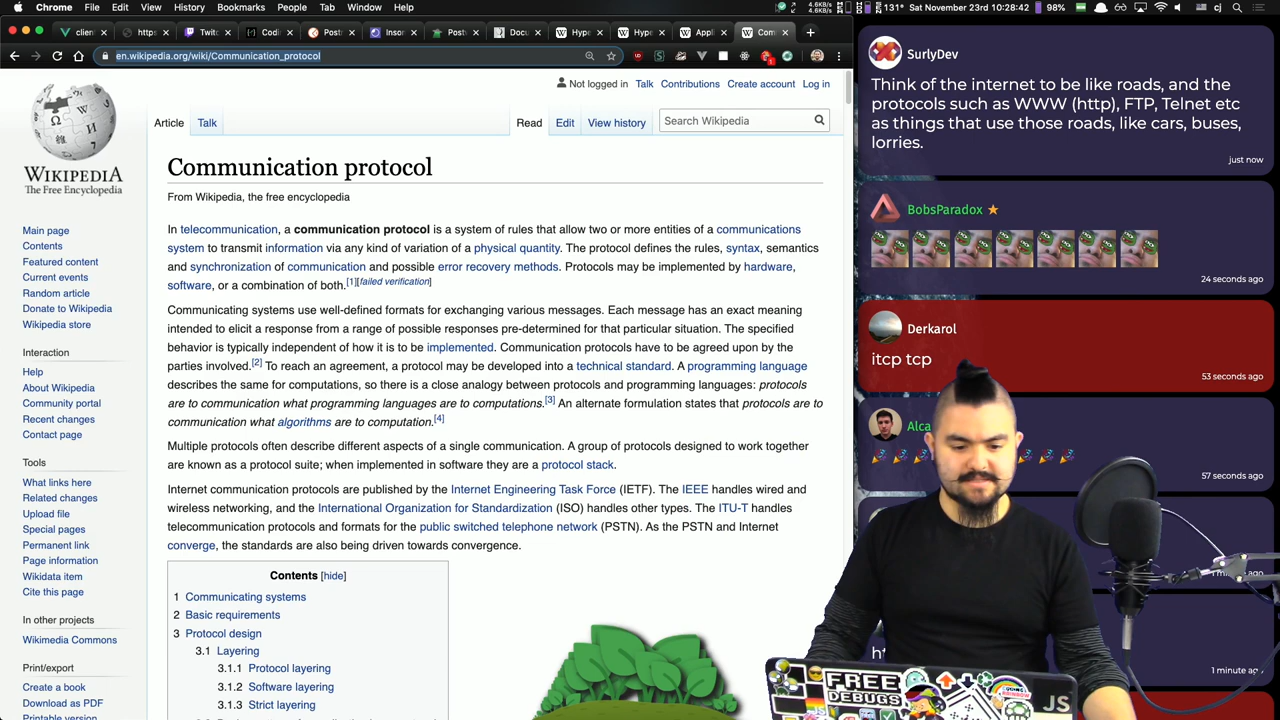 Chrome File Edit View History Bookmarks People Tab Window Help
4.6KB/s
131° Sat November 23rd 10:28:42 98%
client
https:
Twitc
Codi
Postm
Insom
Post
Docu
Hype
Hype
Appl
Com
en.wikipedia.org/wiki/Communication_protocol
WIKIPEDIA
The Free Encyclopedia
Main page
Contents
Featured content
Current events
Random article
Donate to Wikipedia
Wikipedia store
Interaction
Help
About Wikipedia
Community portal
Recent changes
Contact page
Tools
What links here
Related changes
Upload file
Special pages
Permanent link
Page information
Wikidata item
Cite this page
In other projects
Wikimedia Commons
Print/export
Create a book
Download as PDF
Printable version
Not logged in Talk Contributions Create account Log in
Article Talk Read Edit View history Search Wikipedia
Communication protocol
From Wikipedia, the free encyclopedia
In telecommunication, a communication protocol is a system of rules that allow two or more entities of a communications
system to transmit information via any kind of variation of a physical quantity. The protocol defines the rules, syntax, semantics
and synchronization of communication and possible error recovery methods. Protocols may be implemented by hardware,
software, or a combination of both.[1][failed verification]
Communicating systems use well-defined formats for exchanging various messages. Each message has an exact meaning
intended to elicit a response from a range of possible responses pre-determined for that particular situation. The specified
behavior is typically independent of how it is to be implemented. Communication protocols have to be agreed upon by the
parties involved.[2] To reach an agreement, a protocol may be developed into a technical standard. A programming language
describes the same for computations, so there is a close analogy between protocols and programming languages: protocols
are to communication what programming languages are to computations.[3] An alternate formulation states that protocols are to
communication what algorithms are to computation.[4]
Multiple protocols often describe different aspects of a single communication. A group of protocols designed to work together
are known as a protocol suite; when implemented in software they are a protocol stack.
Internet communication protocols are published by the Internet Engineering Task Force (IETF). The IEEE handles wired and
wireless networking, and the International Organization for Standardization (ISO) handles other types. The ITU-T handles
telecommunication protocols and formats for the public switched telephone network (PSTN). As the PSTN and Internet
converge, the standards are also being driven towards convergence.
Contents [hide]
1 Communicating systems
2 Basic requirements
3 Protocol design
3.1 Layering
3.1.1 Protocol layering
3.1.2 Software layering
3.1.3 Strict layering
SurlyDev
Think of the internet to be like roads, and the
protocols such as WWW (http), FTP, Telnet etc
as things that use those roads, like cars, buses,
lorries.
just now
BobsParadox
24 seconds ago
Derkarol
itcp tcp
53 seconds ago
Alca
57 seconds ago
ago
1 minute ago
FREE
DEBUGS
JS